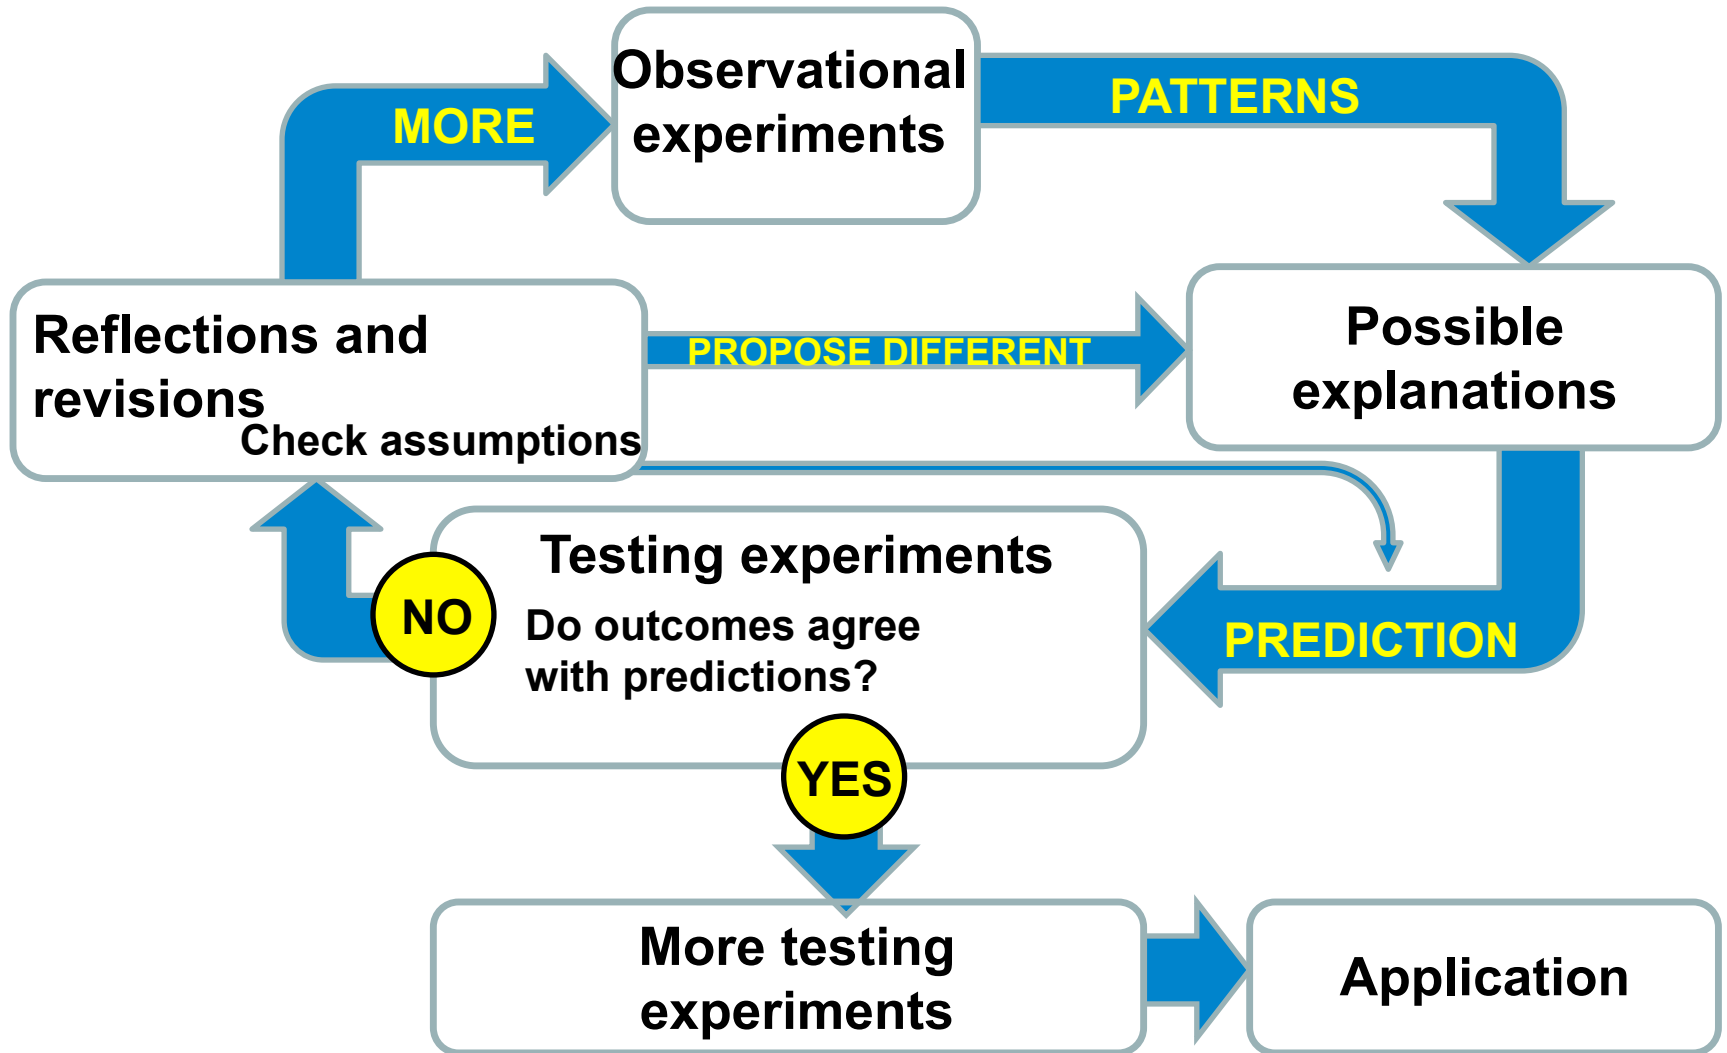 Observational
experiments
PATTERNS
MORE
Reflections and
revisions
Check assumptions
PROPOSE DIFFERENT
Possible
explanations
Testing experiments
Do outcomes agree
with predictions?
NO
PREDICTION
YES
More testing
experiments
Application